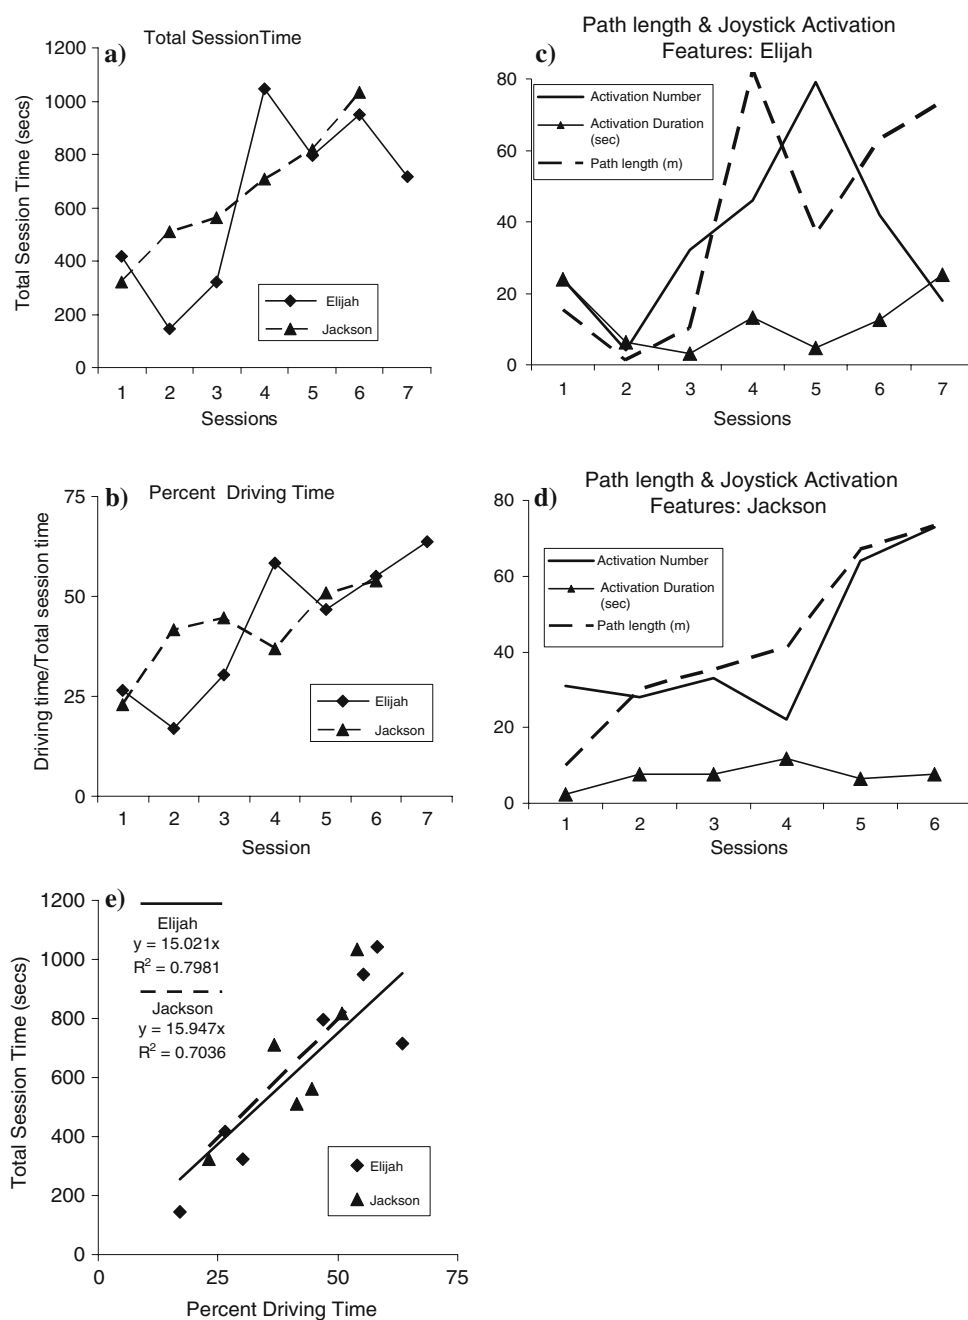 a)
Total SessionTime
1200
1000
800
600
400
200
0
Total Session Time (secs)
Elijah
Jackson
1 2 3 4 5 6 7
Sessions
c)
Path length & Joystick Activation
Features: Elijah
80
60
40
20
0
Activation Number
Activation Duration
(sec)
Path length (m)
1 2 3 4 5 6 7
Sessions
b)
Percent Driving Time
75
50
25
0
Driving time/Total session time
Elijah
Jackson
1 2 3 4 5 6 7
Session
d)
Path length & Joystick Activation
Features: Jackson
80
60
40
20
0
Activation Number
Activation Duration
(sec)
Path length (m)
1 2 3 4 5 6
Sessions
e)
1200
1000
800
600
400
200
0
Total Session Time (secs)
Elijah
y = 15.021x
R² = 0.7981
Jackson
y = 15.947x
R² = 0.7036
Elijah
Jackson
0 25 50 75
Percent Driving Time